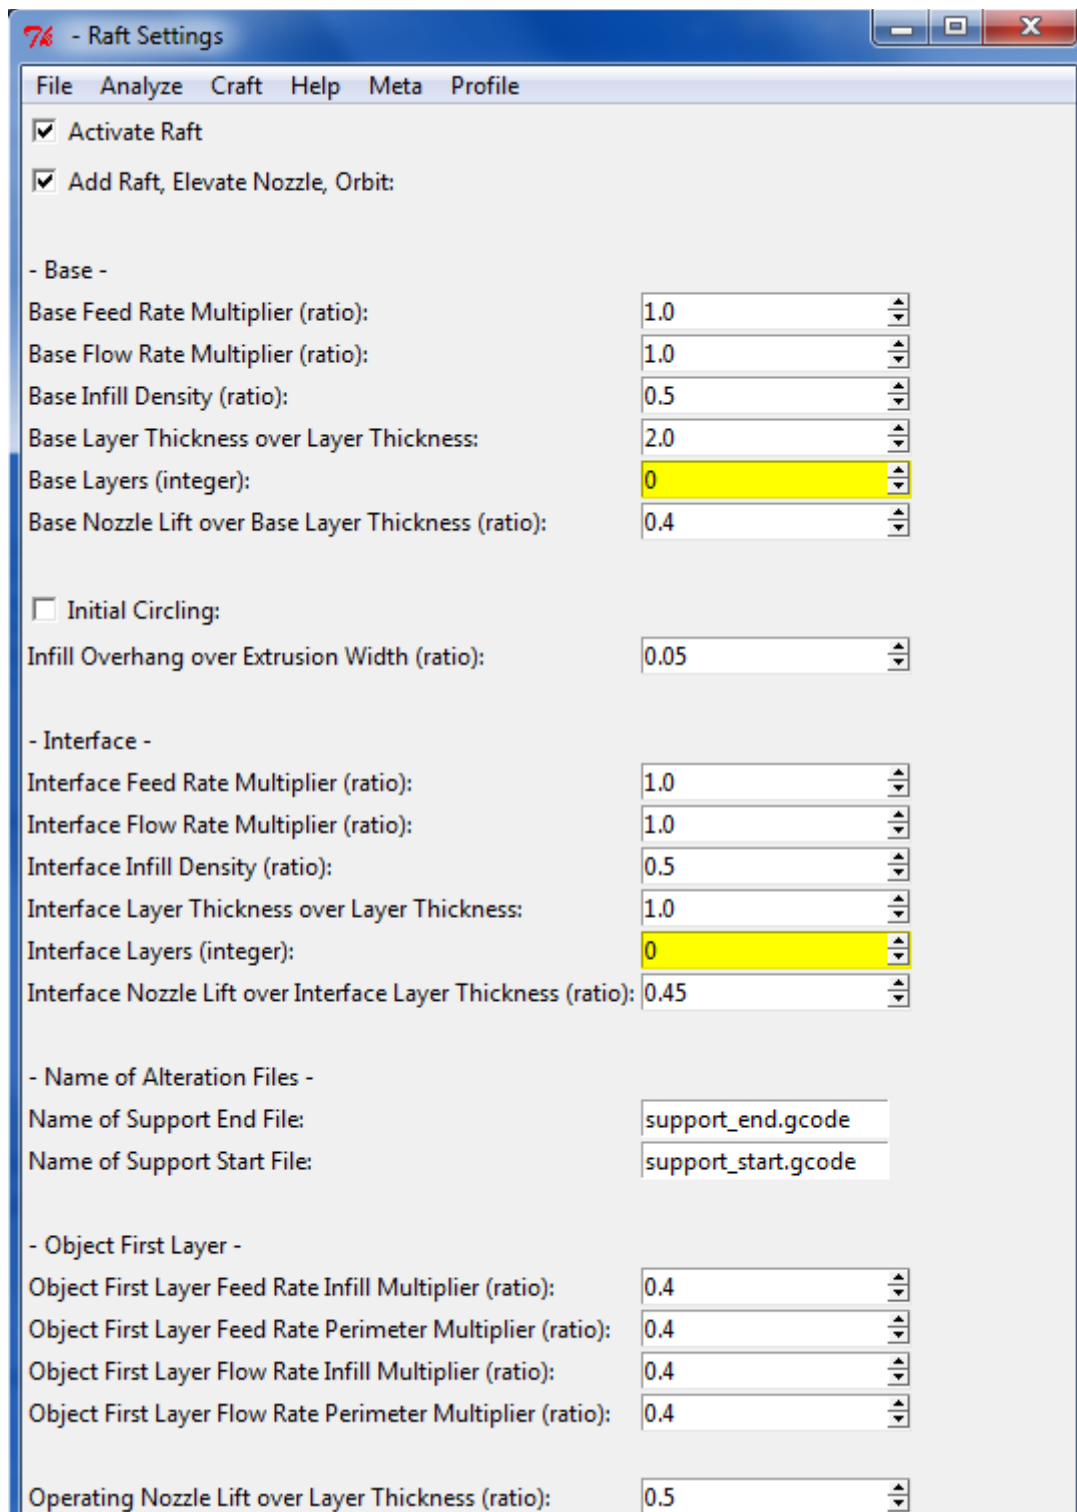 7k - Raft Settings
File Analyze Craft Help Meta Profile
Activate Raft
Add Raft, Elevate Nozzle, Orbit:
- Base -
Base Feed Rate Multiplier (ratio): 1.0
Base Flow Rate Multiplier (ratio): 1.0
Base Infill Density (ratio): 0.5
Base Layer Thickness over Layer Thickness: 2.0
Base Layers (integer): 0
Base Nozzle Lift over Base Layer Thickness (ratio): 0.4
Initial Circling:
Infill Overhang over Extrusion Width (ratio): 0.05
- Interface -
Interface Feed Rate Multiplier (ratio): 1.0
Interface Flow Rate Multiplier (ratio): 1.0
Interface Infill Density (ratio): 0.5
Interface Layer Thickness over Layer Thickness: 1.0
Interface Layers (integer): 0
Interface Nozzle Lift over Interface Layer Thickness (ratio): 0.45
- Name of Alteration Files -
Name of Support End File: support_end.gcode
Name of Support Start File: support_start.gcode
- Object First Layer -
Object First Layer Feed Rate Infill Multiplier (ratio): 0.4
Object First Layer Feed Rate Perimeter Multiplier (ratio): 0.4
Object First Layer Flow Rate Infill Multiplier (ratio): 0.4
Object First Layer Flow Rate Perimeter Multiplier (ratio): 0.4
Operating Nozzle Lift over Layer Thickness (ratio): 0.5